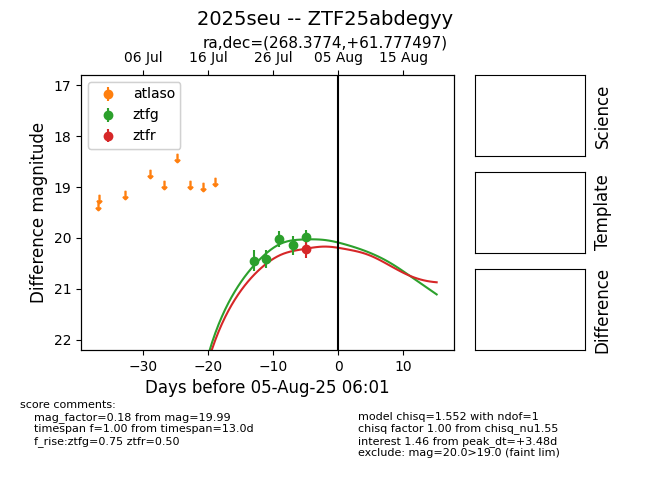 2025seu -- ZTF25abdegyy
ra,dec=(268.3774,+61.777497)
06 Jul 16 Jul 26 Jul 05 Aug 15 Aug
17
18
19
20
21
22
Difference magnitude
atlaso
ztfg
ztfr
−30 −20 −10 0 10
Days before 05-Aug-25 06:01
Science
Template
Difference
score comments:
mag_factor=0.18 from mag=19.99
timespan f=1.00 from timespan=13.0d
f_rise:ztfg=0.75 ztfr=0.50
model chisq=1.552 with ndof=1
chisq factor 1.00 from chisq_nu1.55
interest 1.46 from peak_dt=+3.48d
exclude: mag=20.0>19.0 (faint lim)